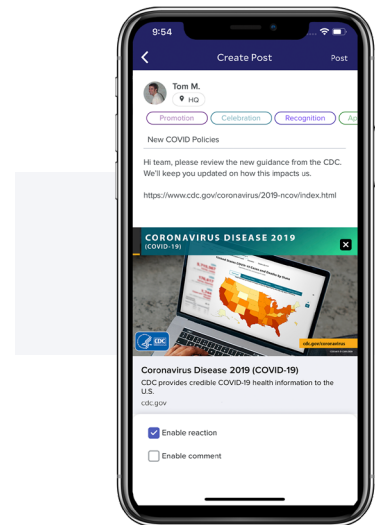 9:54
Create Post
Post
Tom M.
HQ
Promotion
Celebration
Recognition
Ap
New COVID Policies
Hi team, please review the new guidance from the CDC.
We'll keep you updated on how this impacts us.
https://www.cdc.gov/coronavirus/2019-ncov/index.html
CORONAVIRUS DISEASE 2019
(COVID-19)
CDC
cdc.gov/coronavirus
Coronavirus Disease 2019 (COVID-19)
CDC provides credible COVID-19 health information to the
U.S.
cdc.gov
Enable reaction
Enable comment